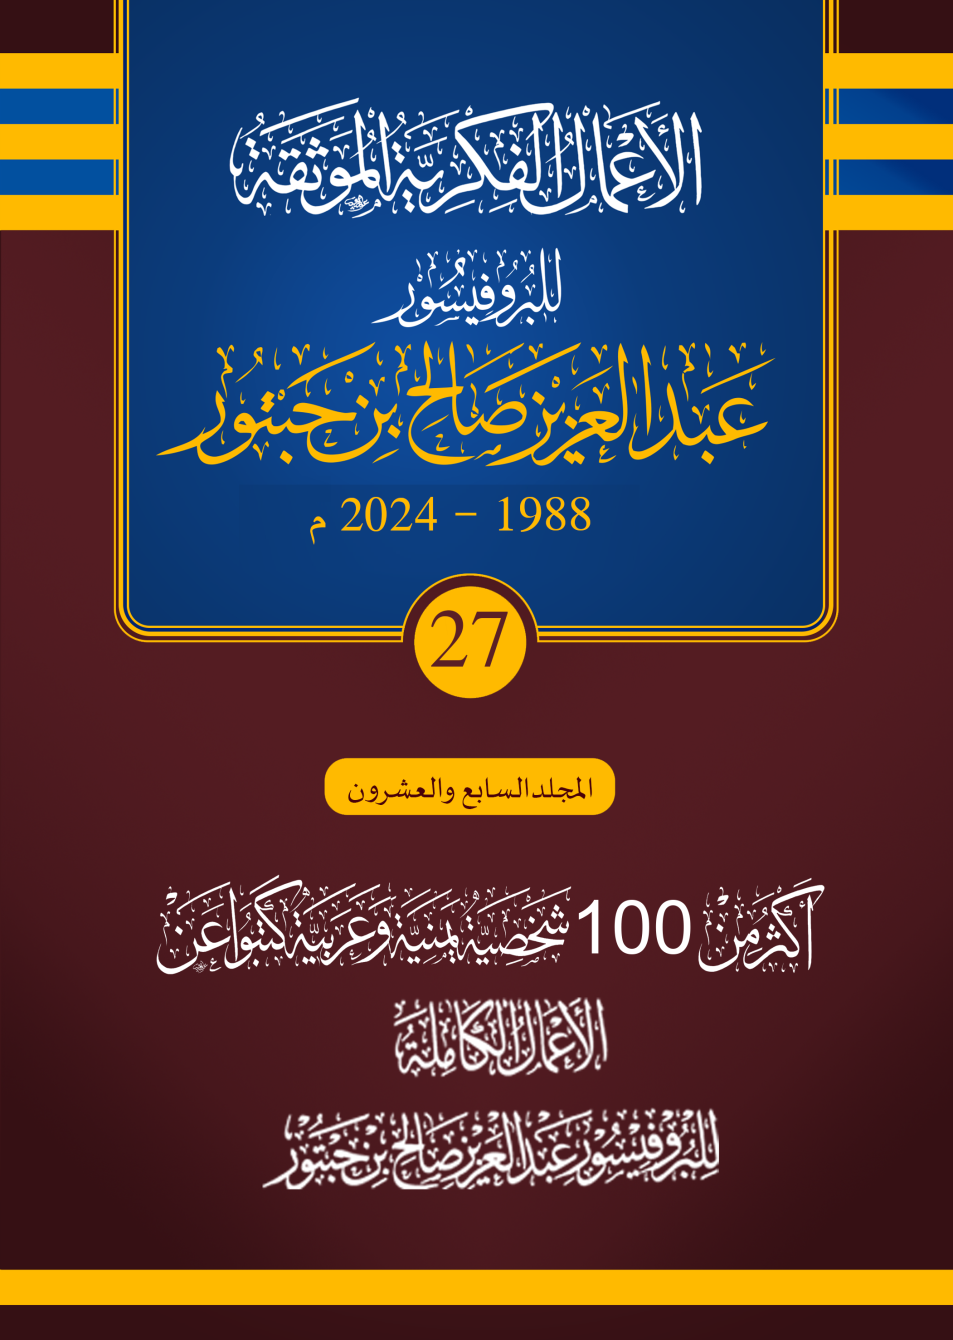 الأعمال الفكرية الموثقة
للبروفيسور
عبدالعزيز صالح بن حبتور
1988 – 2024 م
27
المجلد السابع والعشرون
أكثر من 100 شخصية يمنية وعربية كتبوا عن
الأعمال الكاملة
للبروفيسور عبدالعزيز صالح بن حبتور